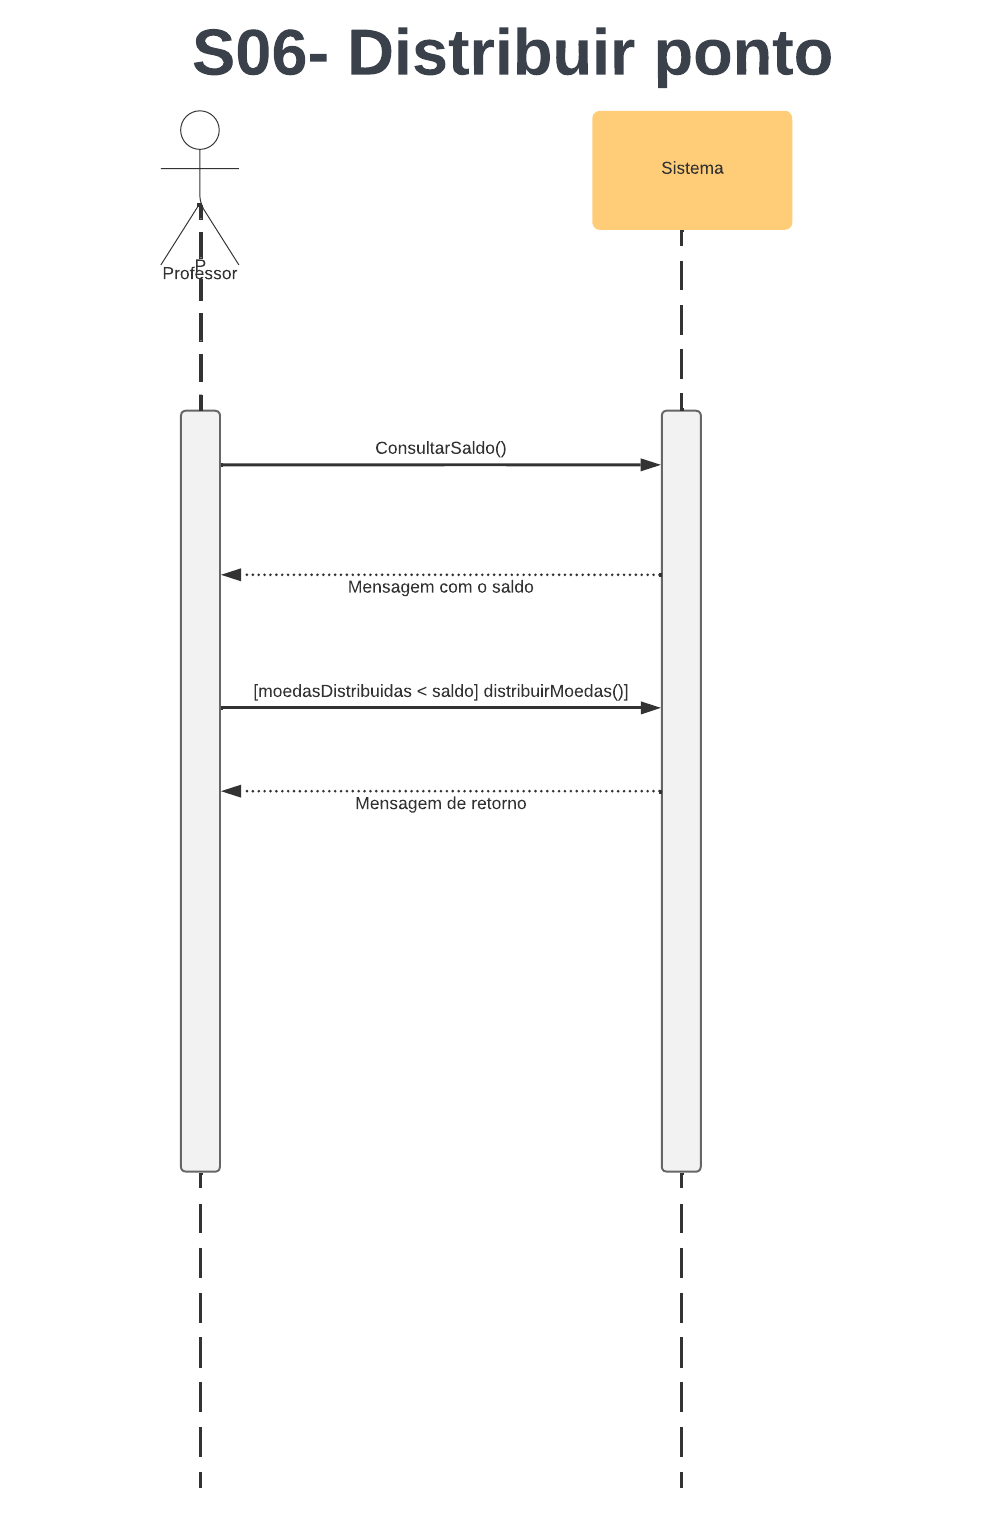 S06- Distribuir ponto
Sistema
P
Professor
ConsultarSaldo()
Mensagem com o saldo
[moedasDistribuidas < saldo] distribuirMoedas()]
Mensagem de retorno